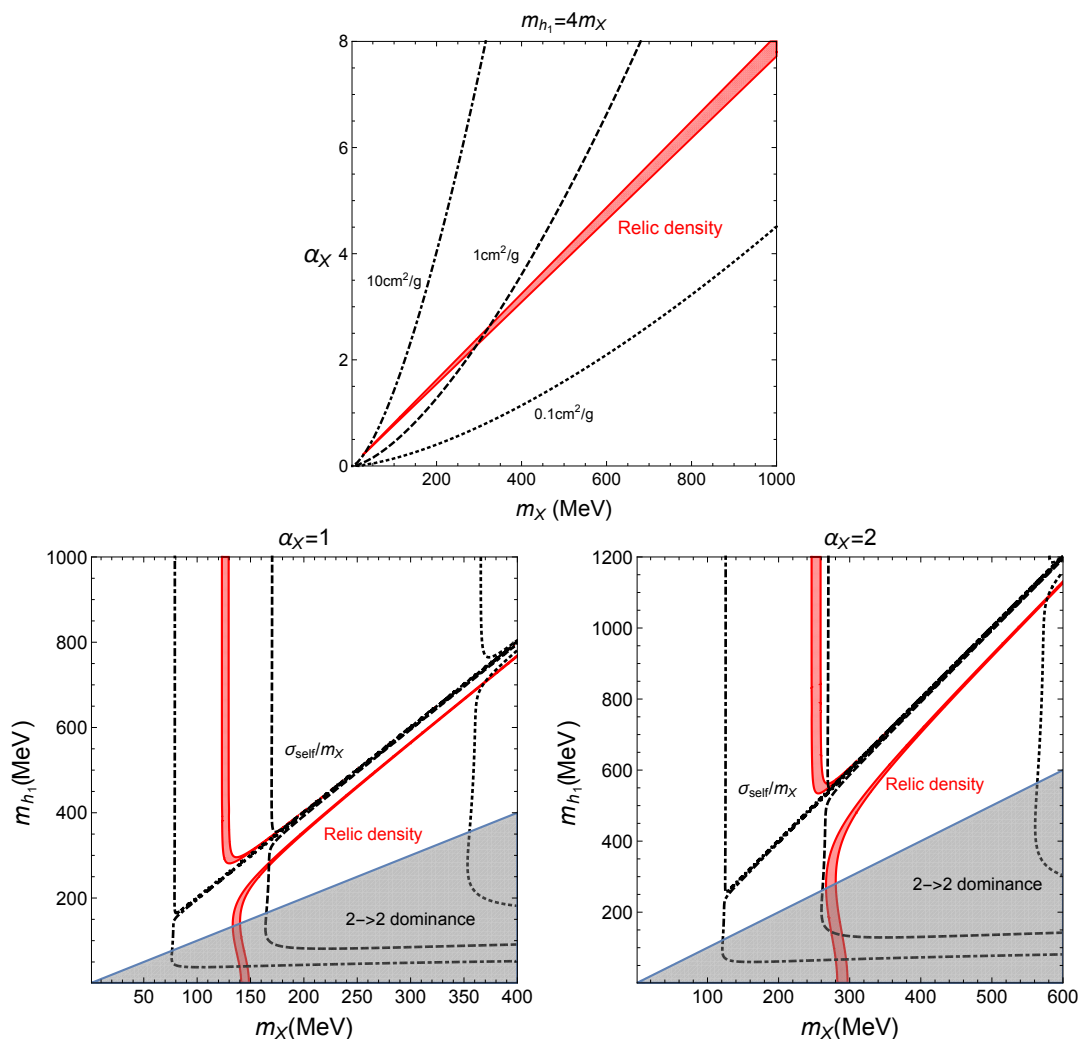 m_{h_1}=4m_X
8
6
4
2
0
α_X
10cm²/g
1cm²/g
Relic density
0.1cm²/g
200 400 600 800 1000
m_X (MeV)
α_X=1
1000
800
600
400
200
m_{h_1}(MeV)
σ_self/m_X
Relic density
2->2 dominance
50 100 150 200 250 300 350 400
m_X(MeV)
α_X=2
1200
1000
800
600
400
200
m_{h_1}(MeV)
σ_self/m_X
Relic density
2->2 dominance
100 200 300 400 500 600
m_X(MeV)